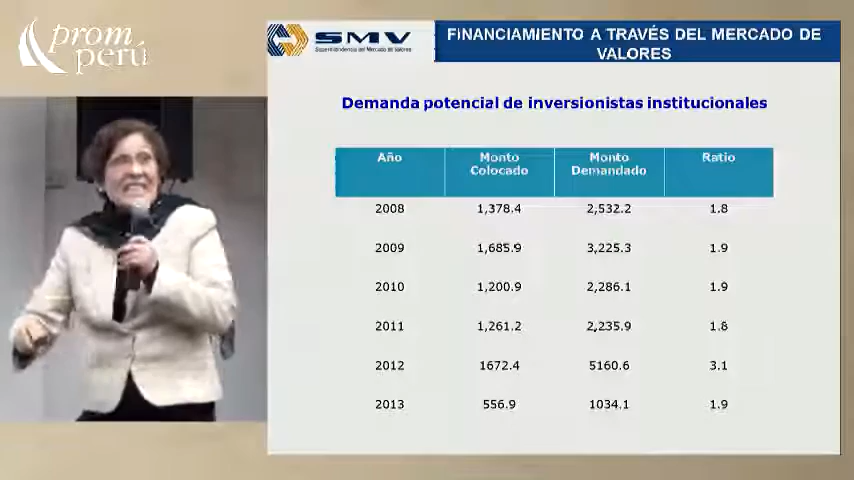 prom
perú
SMV
Superintendencia del Mercado de Valores
FINANCIAMIENTO A TRAVÉS DEL MERCADO DE
VALORES
Demanda potencial de inversionistas institucionales
Año Monto Colocado Monto Demandado Ratio
2008 1,378.4 2,532.2 1.8
2009 1,685.9 3,225.3 1.9
2010 1,200.9 2,286.1 1.9
2011 1,261.2 2,235.9 1.8
2012 1672.4 5160.6 3.1
2013 556.9 1034.1 1.9